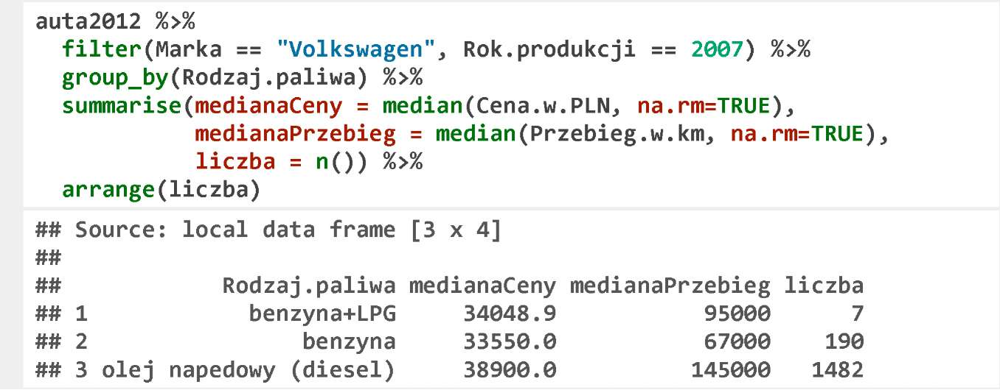 auta2012 %>%
  filter(Marka == "Volkswagen", Rok.produkcji == 2007) %>%
  group_by(Rodzaj.paliwa) %>%
  summarise(medianaCeny = median(Cena.w.PLN, na.rm=TRUE),
            medianaPrzebieg = median(Przebieg.w.km, na.rm=TRUE),
            liczba = n()) %>%
  arrange(liczba)
## Source: local data frame [3 x 4]
##
##            Rodzaj.paliwa medianaCeny medianaPrzebieg liczba
## 1            benzyna+LPG     34048.9           95000      7
## 2                benzyna     33550.0           67000    190
## 3 olej napedowy (diesel)     38900.0          145000   1482